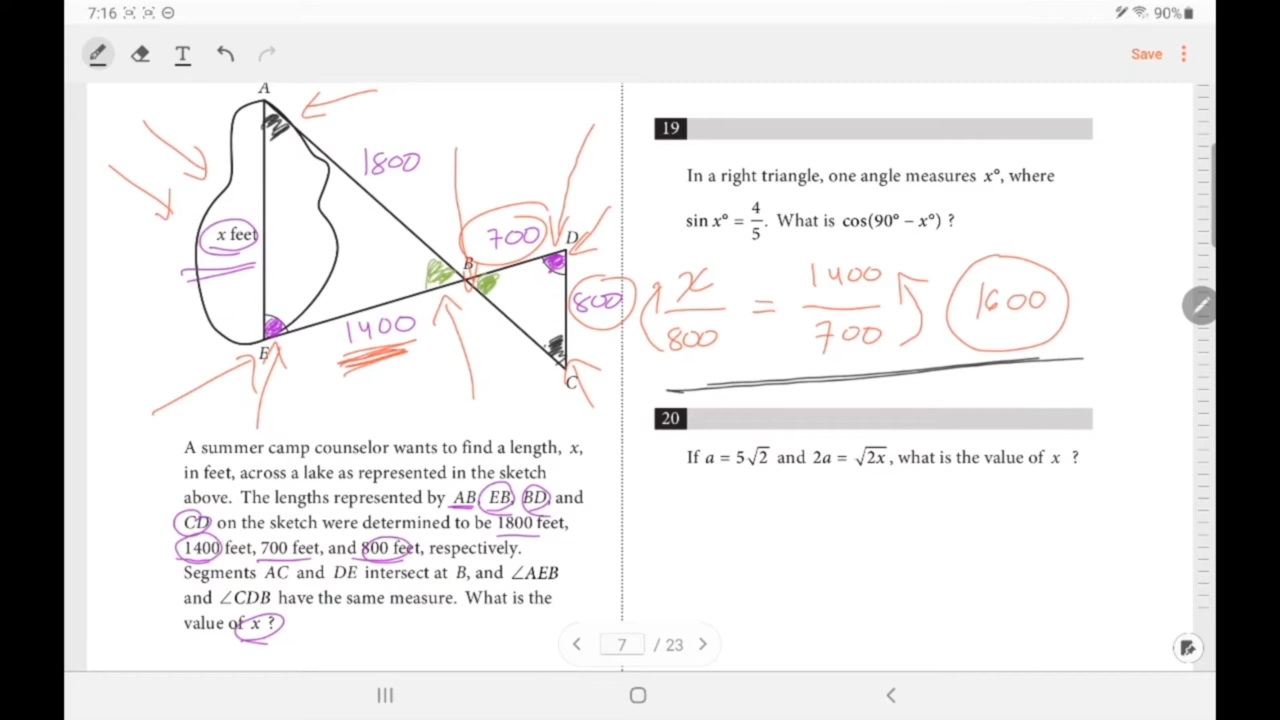 7:16
90%
T
Save
A
1800
700
D
x feet
B
800
1400
E
C
A summer camp counselor wants to find a length, x,
in feet, across a lake as represented in the sketch
above. The lengths represented by AB, EB, BD, and
CD on the sketch were determined to be 1800 feet,
1400 feet, 700 feet, and 800 feet, respectively.
Segments AC and DE intersect at B, and ∠AEB
and ∠CDB have the same measure. What is the
value of x ?
19
In a right triangle, one angle measures x°, where
sin x° = 4/5. What is cos(90° − x°) ?
x/800 = 1400/700
1600
20
If a = 5√2 and 2a = √2x, what is the value of x ?
7 / 23